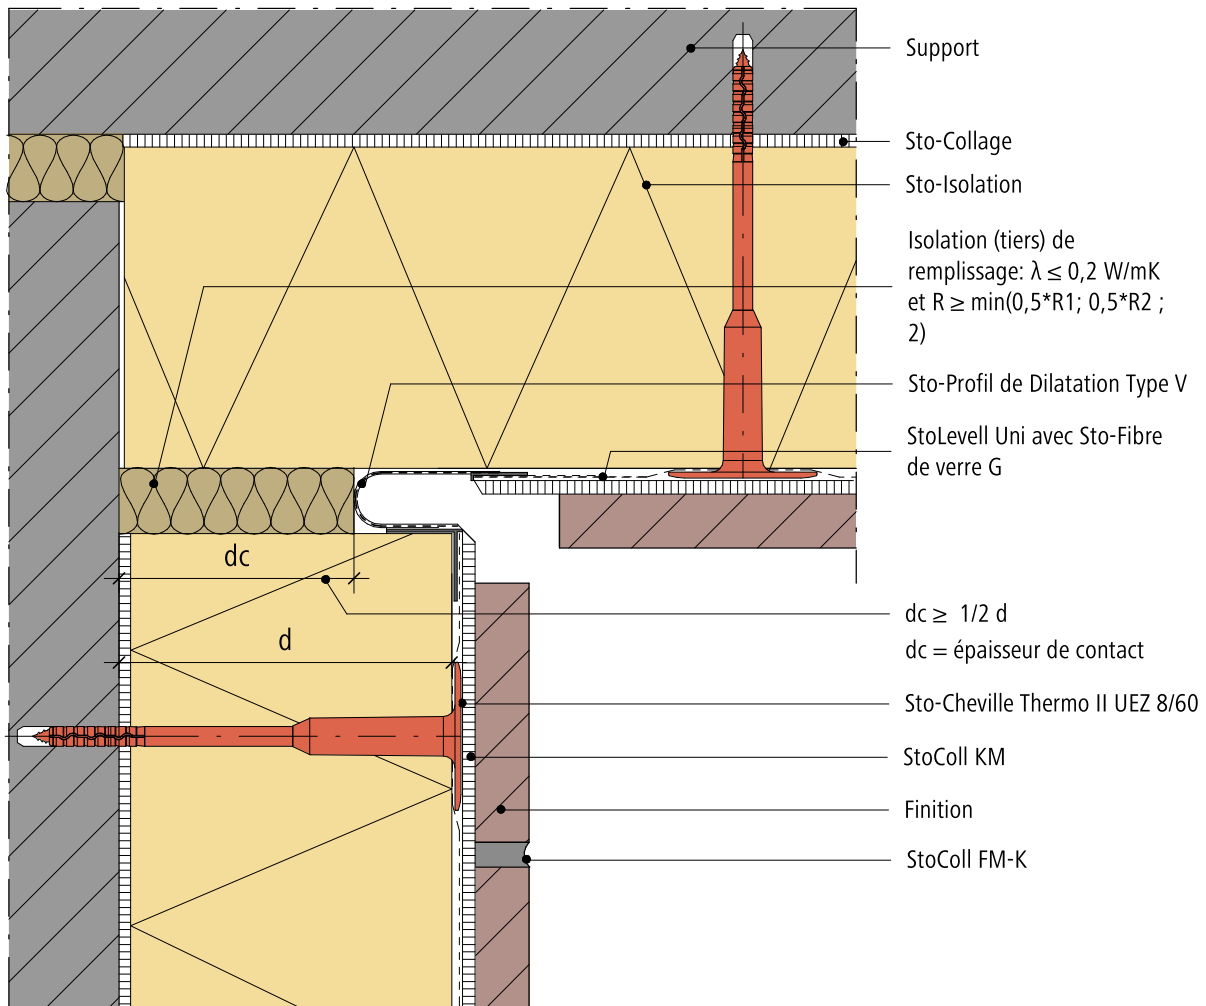 Support
Sto-Collage
Sto-Isolation
Isolation (tiers) de
remplissage: λ ≤ 0,2 W/mK
et R ≥ min(0,5*R1; 0,5*R2 ;
2)
Sto-Profil de Dilatation Type V
StoLevell Uni avec Sto-Fibre
de verre G
dc
dc ≥ 1/2 d
d
dc = épaisseur de contact
Sto-Cheville Thermo II UEZ 8/60
StoColl KM
Finition
StoColl FM-K